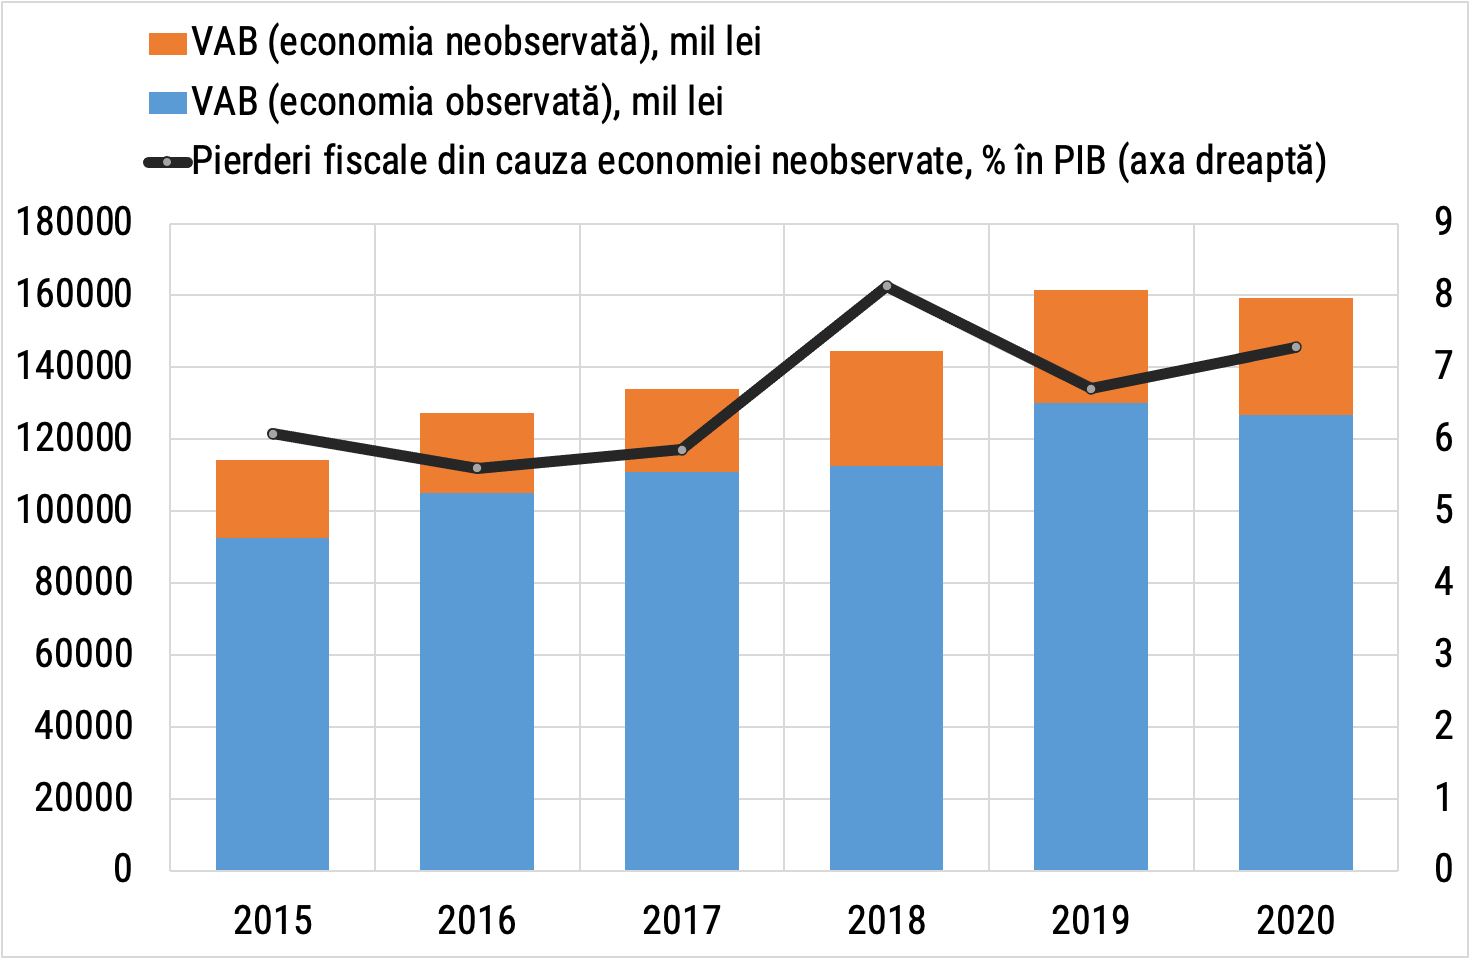 VAB (economia neobservată), mil lei
VAB (economia observată), mil lei
Pierderi fiscale din cauza economiei neobservate, % în PIB (axa dreaptă)
180000 9
160000 8
140000 7
120000 6
100000 5
80000 4
60000 3
40000 2
20000 1
0 0
2015 2016 2017 2018 2019 2020